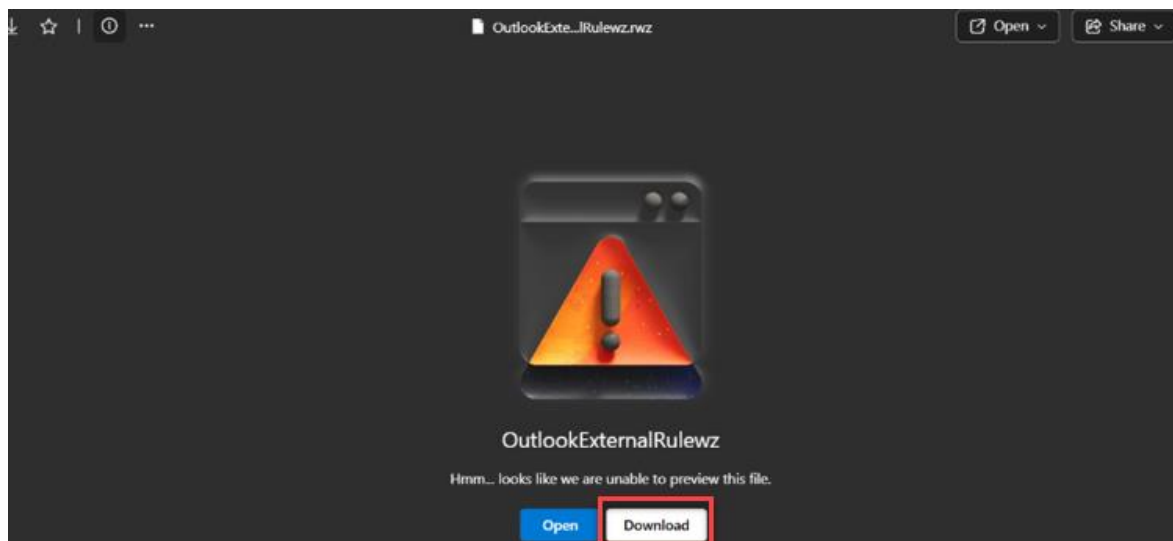 OutlookExte...lRulewz.rwz
Open
Share
OutlookExternalRulewz
Hmm... looks like we are unable to preview this file.
Open
Download